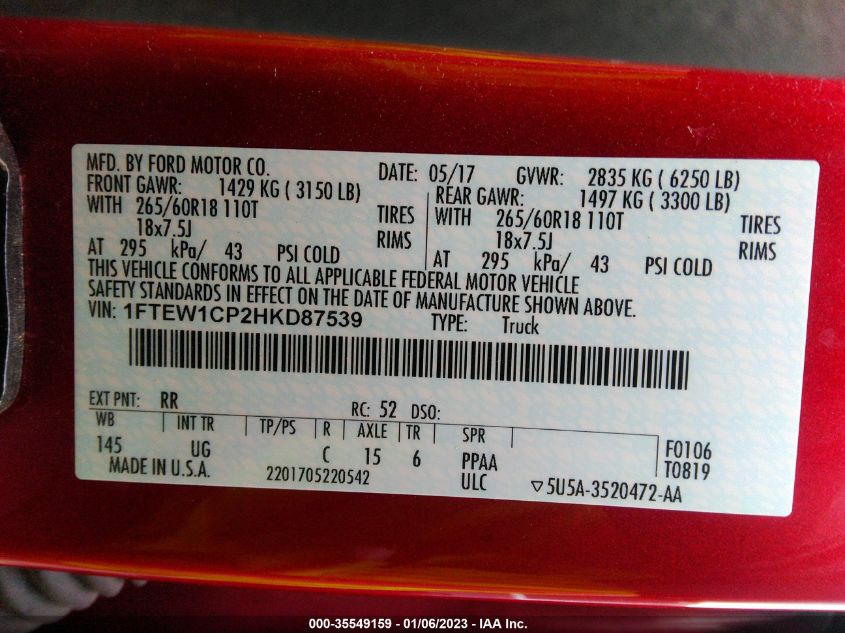 MFD. BY FORD MOTOR CO. DATE: 05/17 GVWR: 2835 KG ( 6250 LB)
FRONT GAWR: 1429 KG ( 3150 LB) REAR GAWR: 1497 KG ( 3300 LB)
WITH 265/60R18 110T TIRES WITH 265/60R18 110T TIRES
18x7.5J RIMS 18x7.5J RIMS
AT 295 kPa/ 43 PSI COLD AT 295 kPa/ 43 PSI COLD
THIS VEHICLE CONFORMS TO ALL APPLICABLE FEDERAL MOTOR VEHICLE
SAFETY STANDARDS IN EFFECT ON THE DATE OF MANUFACTURE SHOWN ABOVE.
VIN: 1FTEW1CP2HKD87539 TYPE: Truck
EXT PNT: RR RC: 52 DSO:
WB INT TR TP/PS R AXLE TR SPR F0106
145 UG C 15 6 PPAA T0819
MADE IN U.S.A. 2201705220542 ULC ▽5U5A-3520472-AA
000-35549159 — 01/06/2023 — IAA Inc.